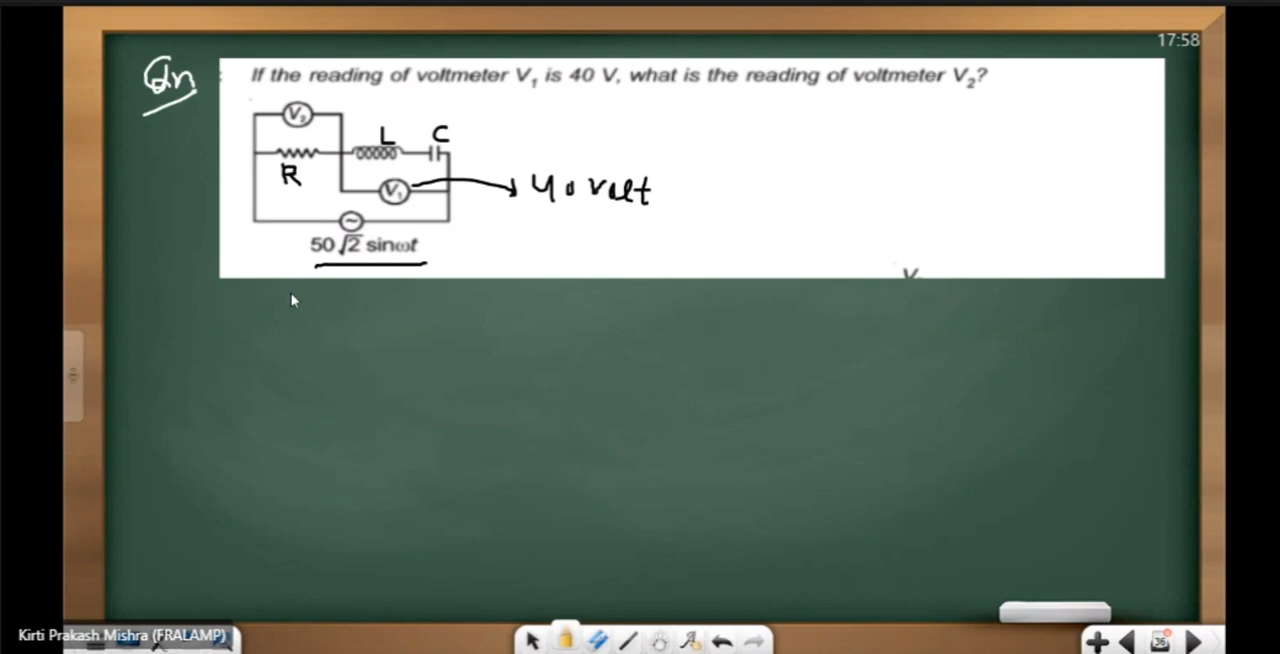 17:58
Qn
If the reading of voltmeter V₁ is 40 V, what is the reading of voltmeter V₂?
V₂
L C
R
V₁ 40 volt
50√2 sinωt
V
Kirti Prakash Mishra (FRALAMP)
36